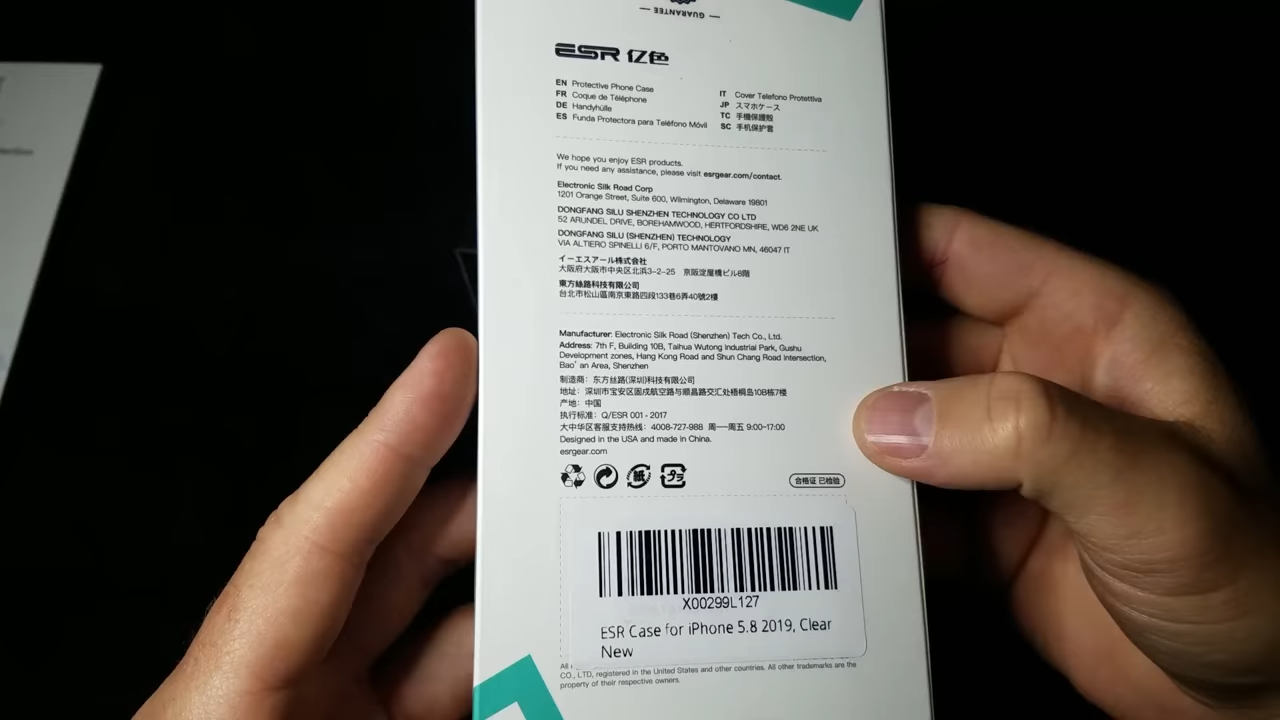 GUARANTEE
ESR 亿色
EN Protective Phone Case
FR Coque de Téléphone
DE Handyhülle
ES Funda Protectora para Teléfono Móvil
IT Cover Telefono Protettiva
JP スマホケース
TC 手機保護殼
SC 手机保护套
We hope you enjoy ESR products.
If you need any assistance, please visit esrgear.com/contact.
Electronic Silk Road Corp
1201 Orange Street, Suite 600, Wilmington, Delaware 19801
DONGFANG SILU SHENZHEN TECHNOLOGY CO LTD
52 ARUNDEL DRIVE, BOREHAMWOOD, HERTFORDSHIRE, WD6 2NE UK
DONGFANG SILU (SHENZHEN) TECHNOLOGY
VIA ALTIERO SPINELLI 6/F, PORTO MANTOVANO MN, 46047 IT
イーエスアール株式会社
大阪府大阪市中央区北浜3-2-25 京阪淀屋橋ビル8階
東方絲路科技有限公司
台北市松山區南京東路四段133巷6弄40號2樓
Manufacturer: Electronic Silk Road (Shenzhen) Tech Co., Ltd.
Address: 7th F, Building 10B, Taihua Wutong Industrial Park, Gushu
Development zones, Hang Kong Road and Shun Chang Road Intersection,
Bao' an Area, Shenzhen
制造商: 东方丝路(深圳)科技有限公司
地址: 深圳市宝安区固戍航空路与顺昌路交汇处梧桐岛10B栋7楼
产地: 中国
执行标准: Q/ESR 001 - 2017
大中华区客服支持热线: 4008-727-988 周一—周五 9:00-17:00
Designed in the USA and made in China.
esrgear.com
紙 プラ
合格证 已检验
X00299L127
ESR Case for iPhone 5.8 2019, Clear
New
All
CO., LTD, registered in the United States and other countries. All other trademarks are the
property of their respective owners.